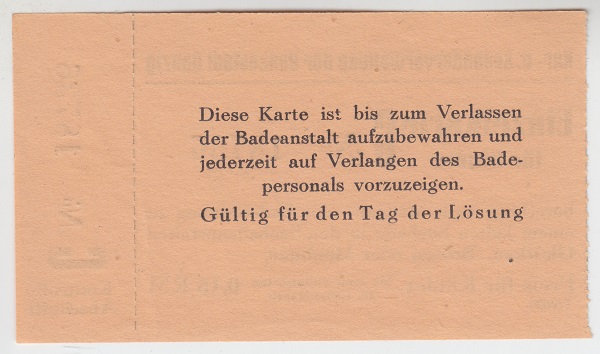 Diese Karte ist bis zum Verlassen
der Badeanstalt aufzubewahren und
jederzeit auf Verlangen des Bade-
personals vorzuzeigen.
Gültig für den Tag der Lösung